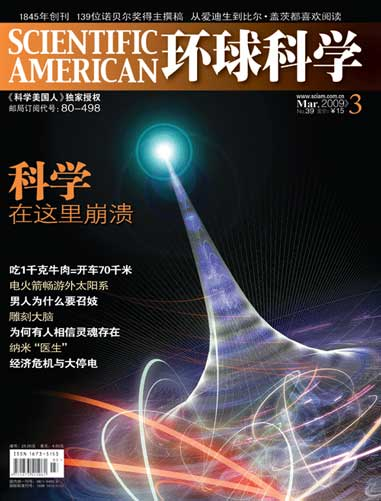 1845年创刊 139位诺贝尔奖得主撰稿 从爱迪生到比尔·盖茨都喜欢阅读
SCIENTIFIC
AMERICAN 环球科学
《科学美国人》独家授权
邮局订阅代号:80-498
www.sciam.com.cn
Mar. 2009 3
No.39 定价:¥15
科学
在这里崩溃
吃1千克牛肉=开车70千米
电火箭畅游外太阳系
男人为什么要召妓
雕刻大脑
为何有人相信灵魂存在
纳米“医生”
经济危机与大停电
ISSN 1673-5153